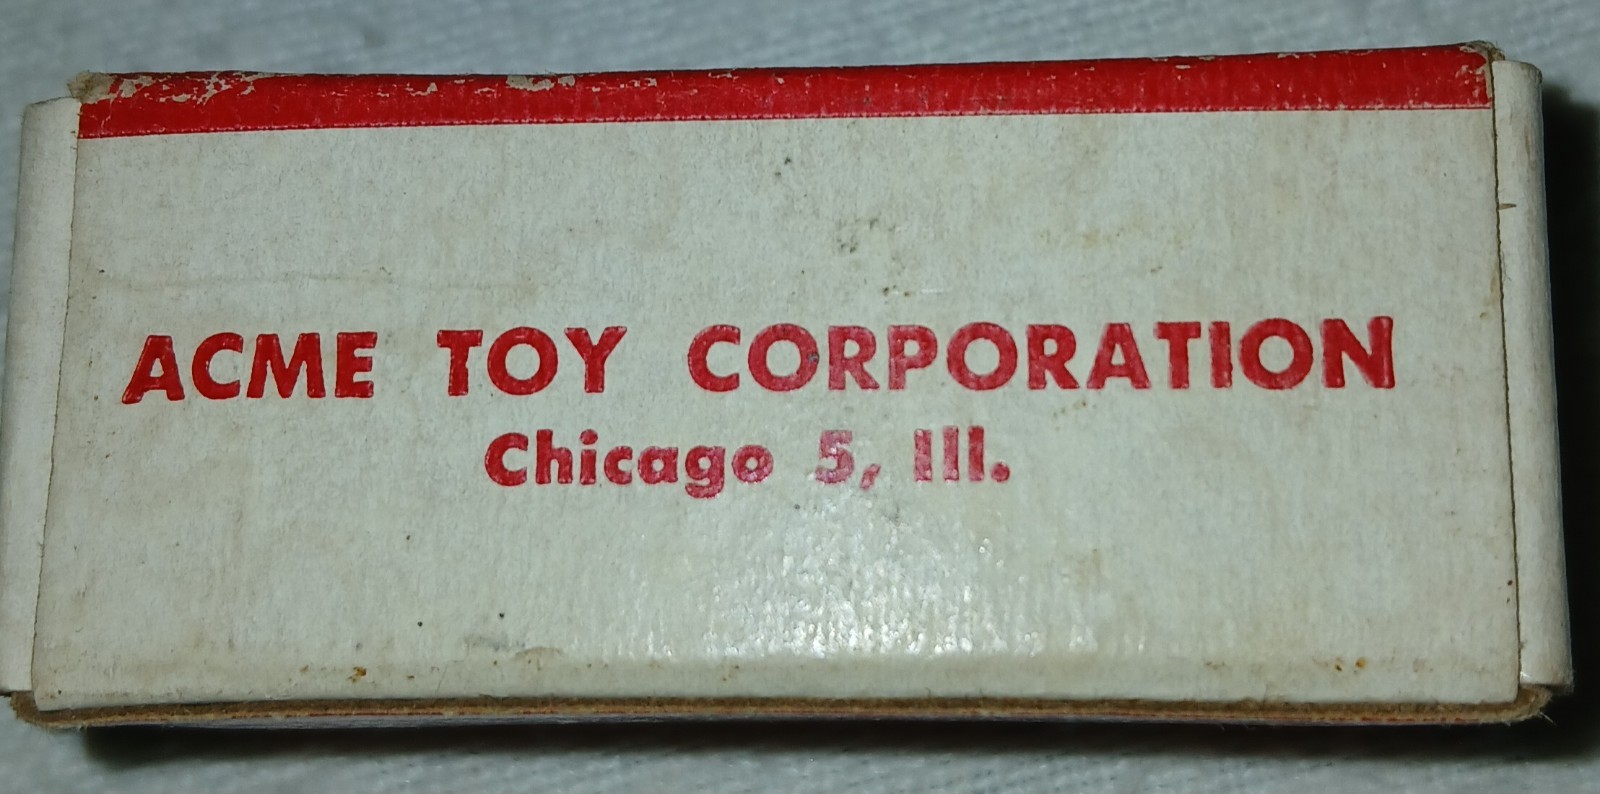 ACME TOY CORPORATION
Chicago 5, Ill.